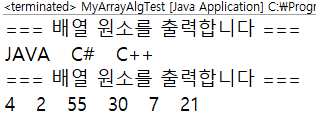 <terminated> MyArrayAlgTest [Java Application] C:₩Progr
=== 배열 원소를 출력합니다 ===
JAVA C# C++
=== 배열 원소를 출력합니다 ===
4 2 55 30 7 21